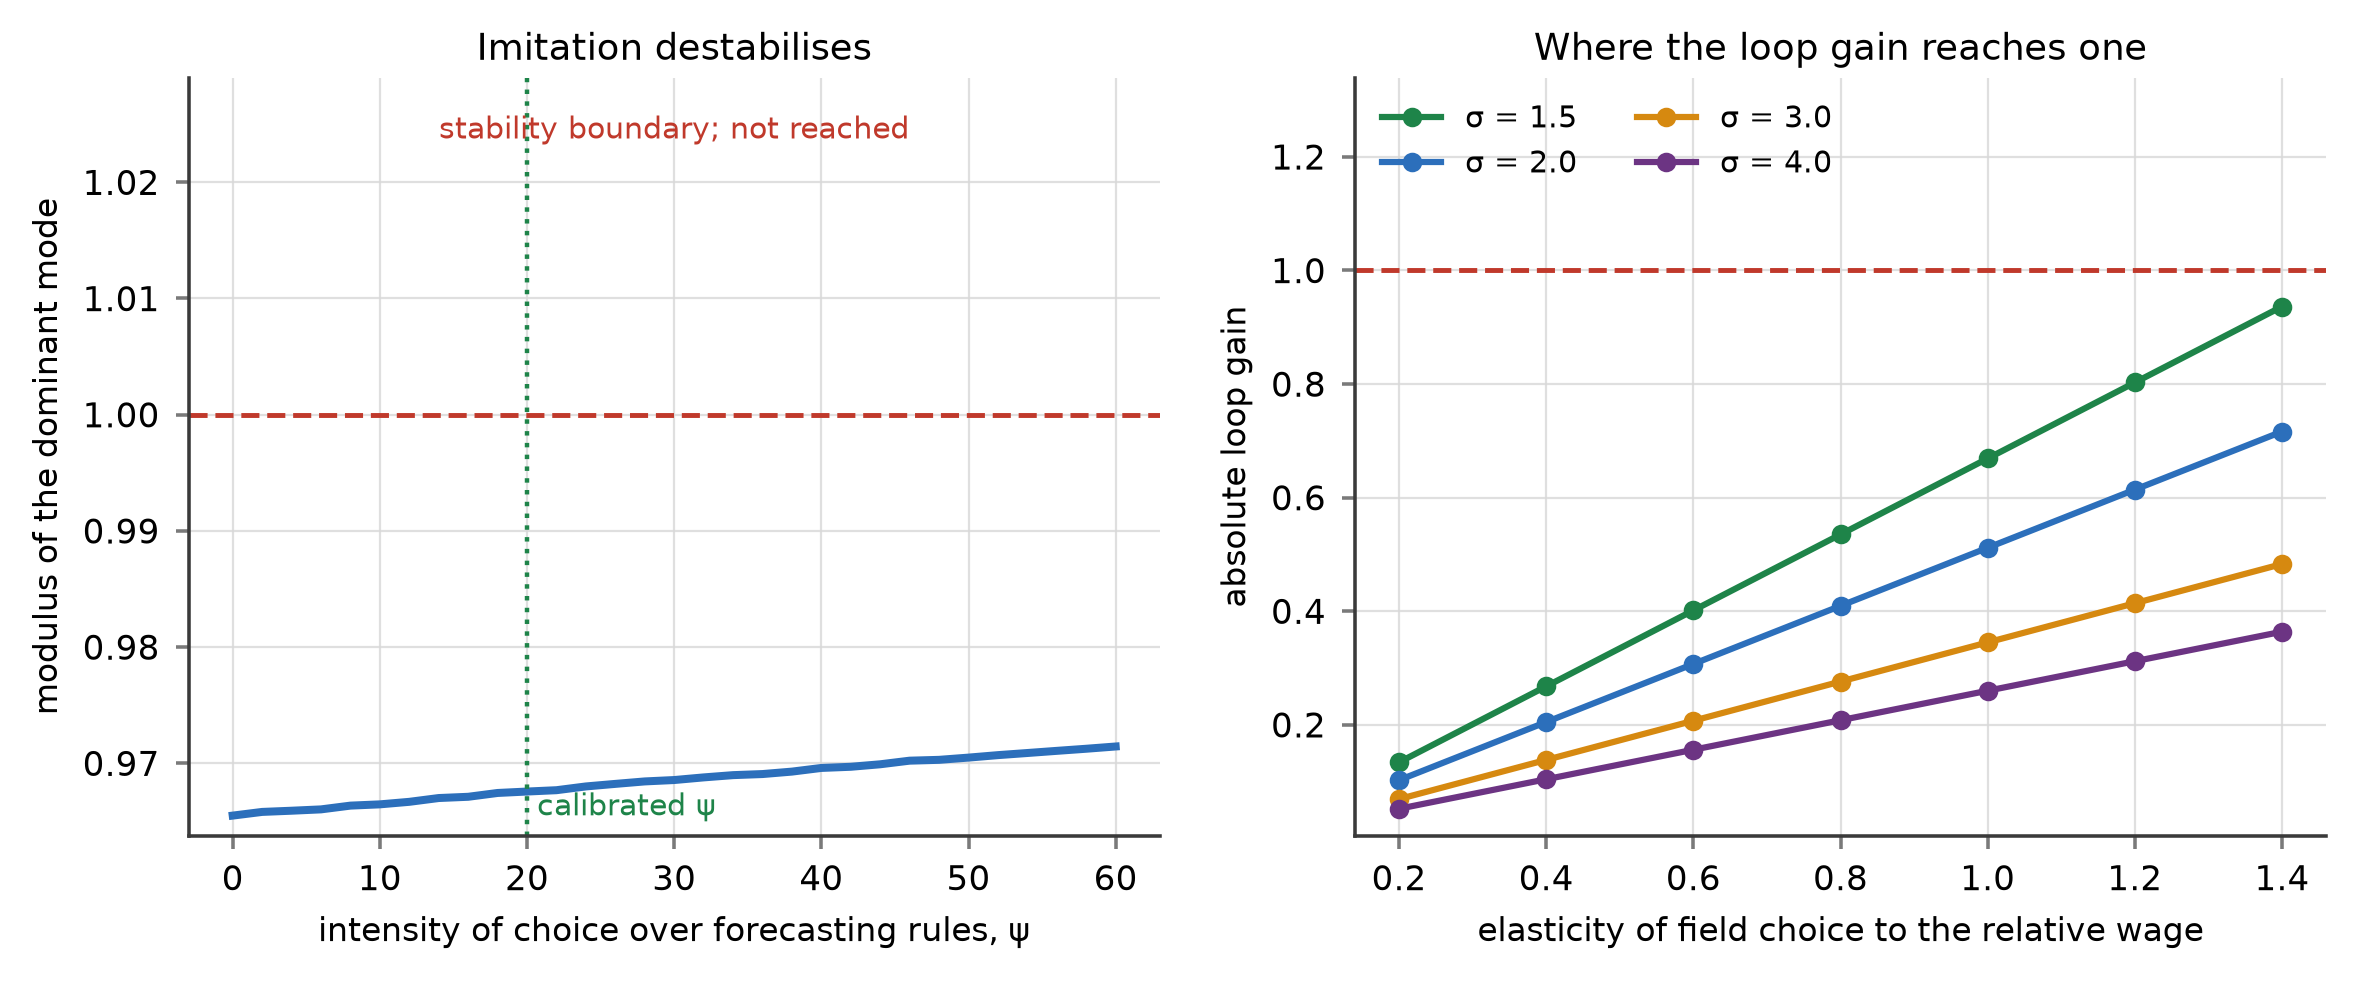 Imitation destabilises
stability boundary; not reached
1.02
1.01
1.00
0.99
0.98
0.97
modulus of the dominant mode
calibrated ψ
0 10 20 30 40 50 60
intensity of choice over forecasting rules, ψ
Where the loop gain reaches one
σ = 1.5 σ = 3.0
σ = 2.0 σ = 4.0
1.2
1.0
0.8
0.6
0.4
0.2
absolute loop gain
0.2 0.4 0.6 0.8 1.0 1.2 1.4
elasticity of field choice to the relative wage